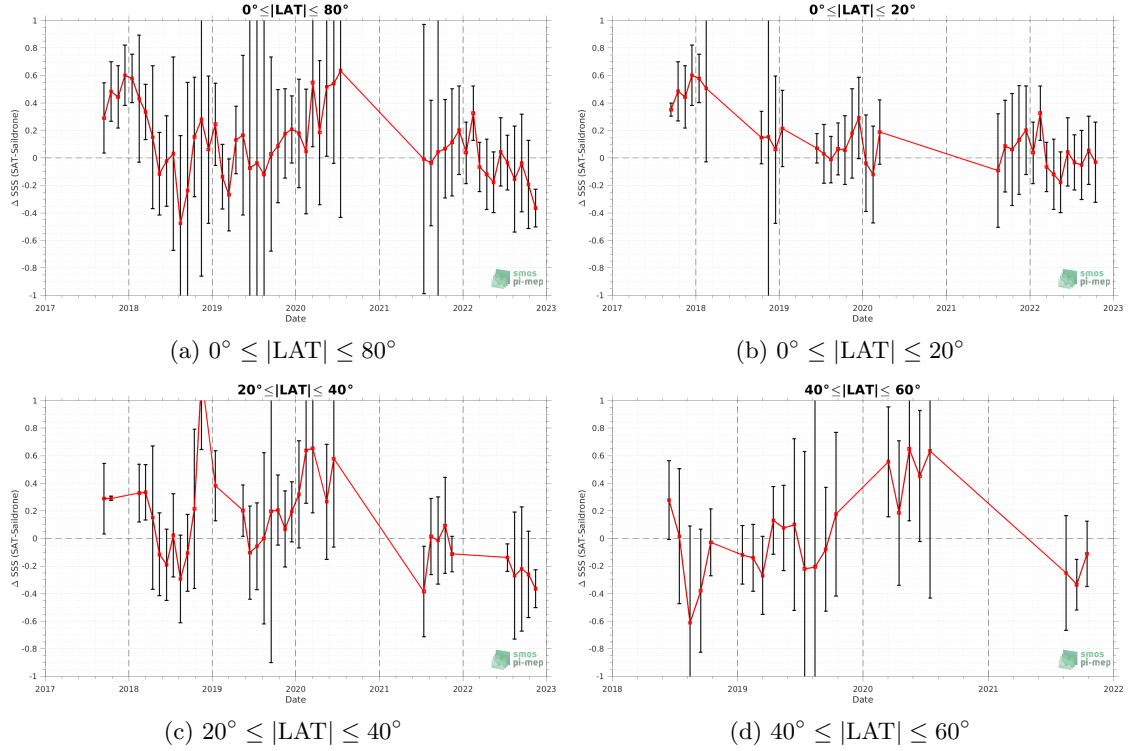 0°≤|LAT|≤ 80°
1
0.8
0.6
0.4
0.2
0
-0.2
-0.4
-0.6
-0.8
-1
Δ SSS (SAT-Saildrone)
2017 2018 2019 2020 2021 2022 2023
Date
smos
pi-mep
(a) 0° ≤ |LAT| ≤ 80°
0°≤|LAT|≤ 20°
1
0.8
0.6
0.4
0.2
0
-0.2
-0.4
-0.6
-0.8
-1
Δ SSS (SAT-Saildrone)
2017 2018 2019 2020 2021 2022 2023
Date
smos
pi-mep
(b) 0° ≤ |LAT| ≤ 20°
20°≤|LAT|≤ 40°
1
0.8
0.6
0.4
0.2
0
-0.2
-0.4
-0.6
-0.8
-1
Δ SSS (SAT-Saildrone)
2017 2018 2019 2020 2021 2022 2023
Date
smos
pi-mep
(c) 20° ≤ |LAT| ≤ 40°
40°≤|LAT|≤ 60°
1
0.8
0.6
0.4
0.2
0
-0.2
-0.4
-0.6
-0.8
-1
Δ SSS (SAT-Saildrone)
2018 2019 2020 2021 2022
Date
smos
pi-mep
(d) 40° ≤ |LAT| ≤ 60°